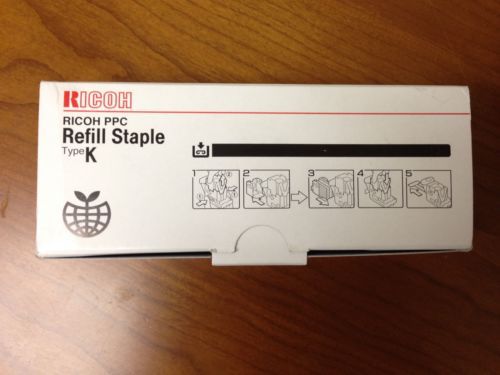 RICOH
RICOH PPC
Refill Staple
Type K
1 2 3 4 5